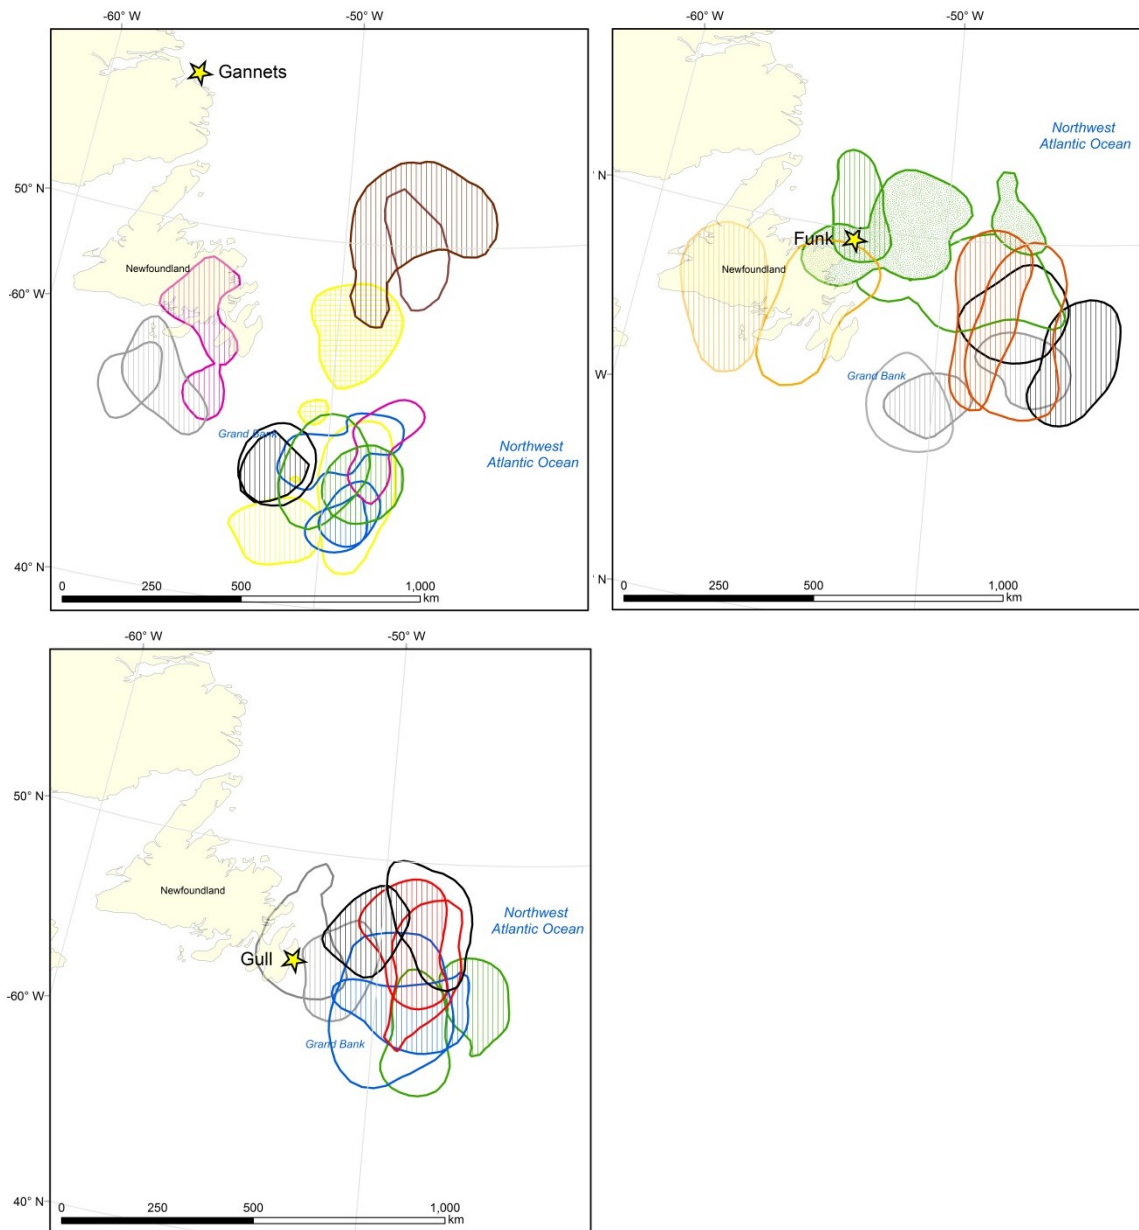 -60° W
-50° W
Gannets
50° N
Newfoundland
-60° W
Grand Bank
Northwest
Atlantic Ocean
40° N
0
250
500
1,000
km
-60° W
-50° W
Northwest
Atlantic Ocean
' N
Funk
Newfoundland
W
Grand Bank
' N
0
250
500
1,000
km
-60° W
-50° W
50° N
Newfoundland
Northwest
Atlantic Ocean
Gull
-60° W
Grand Bank
40° N
0
250
500
1,000
km